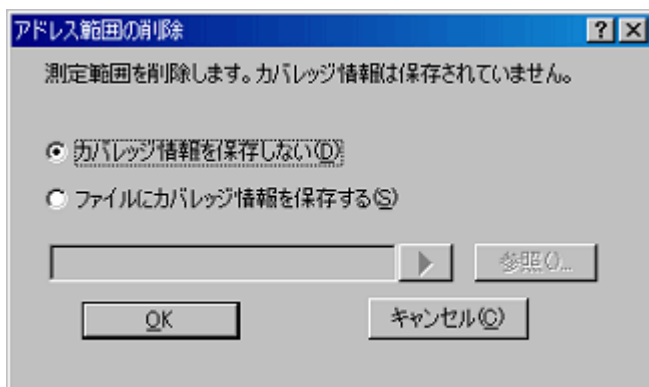 アドレス範囲の削除
測定範囲を削除します。カバレッジ情報は保存されていません。
カバレッジ情報を保存しない(D)
ファイルにカバレッジ情報を保存する(S)
参照()...
OK
キャンセル(C)